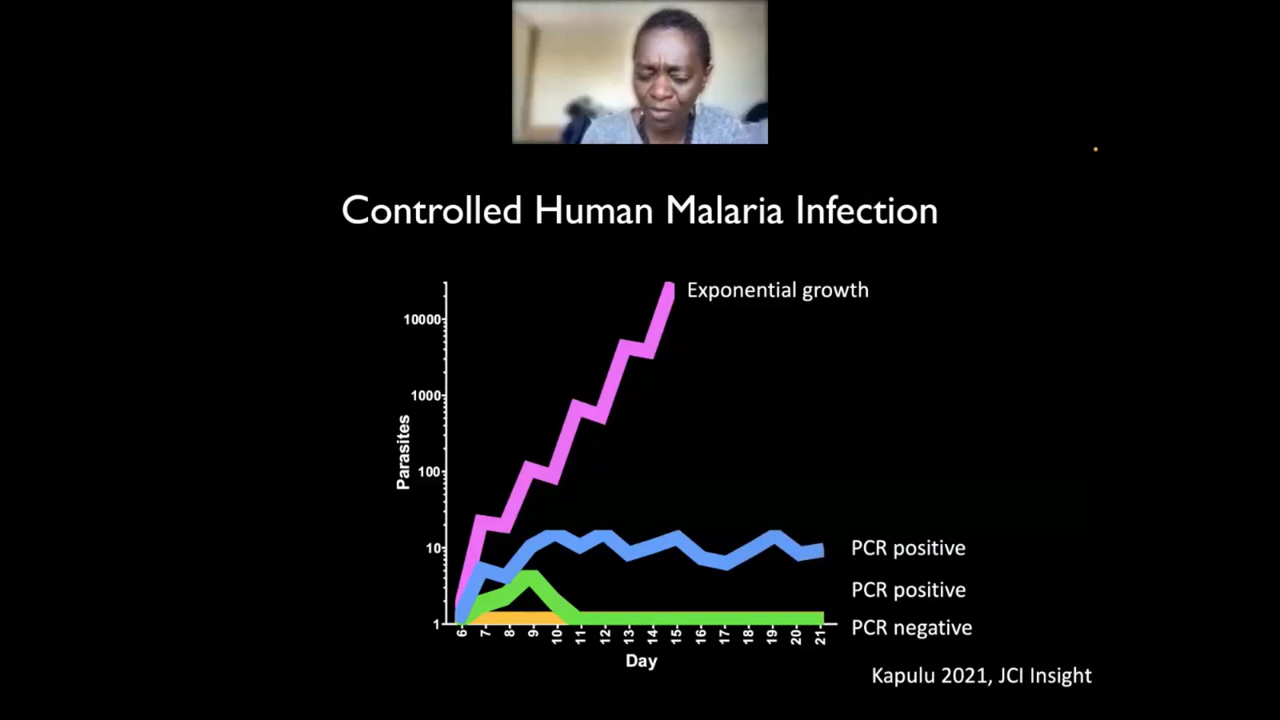 Controlled Human Malaria Infection
Exponential growth
10000
1000
100
10
1
Parasites
6 7 8 9 10 11 12 13 14 15 16 17 18 19 20 21
Day
PCR positive
PCR positive
PCR negative
Kapulu 2021, JCI Insight